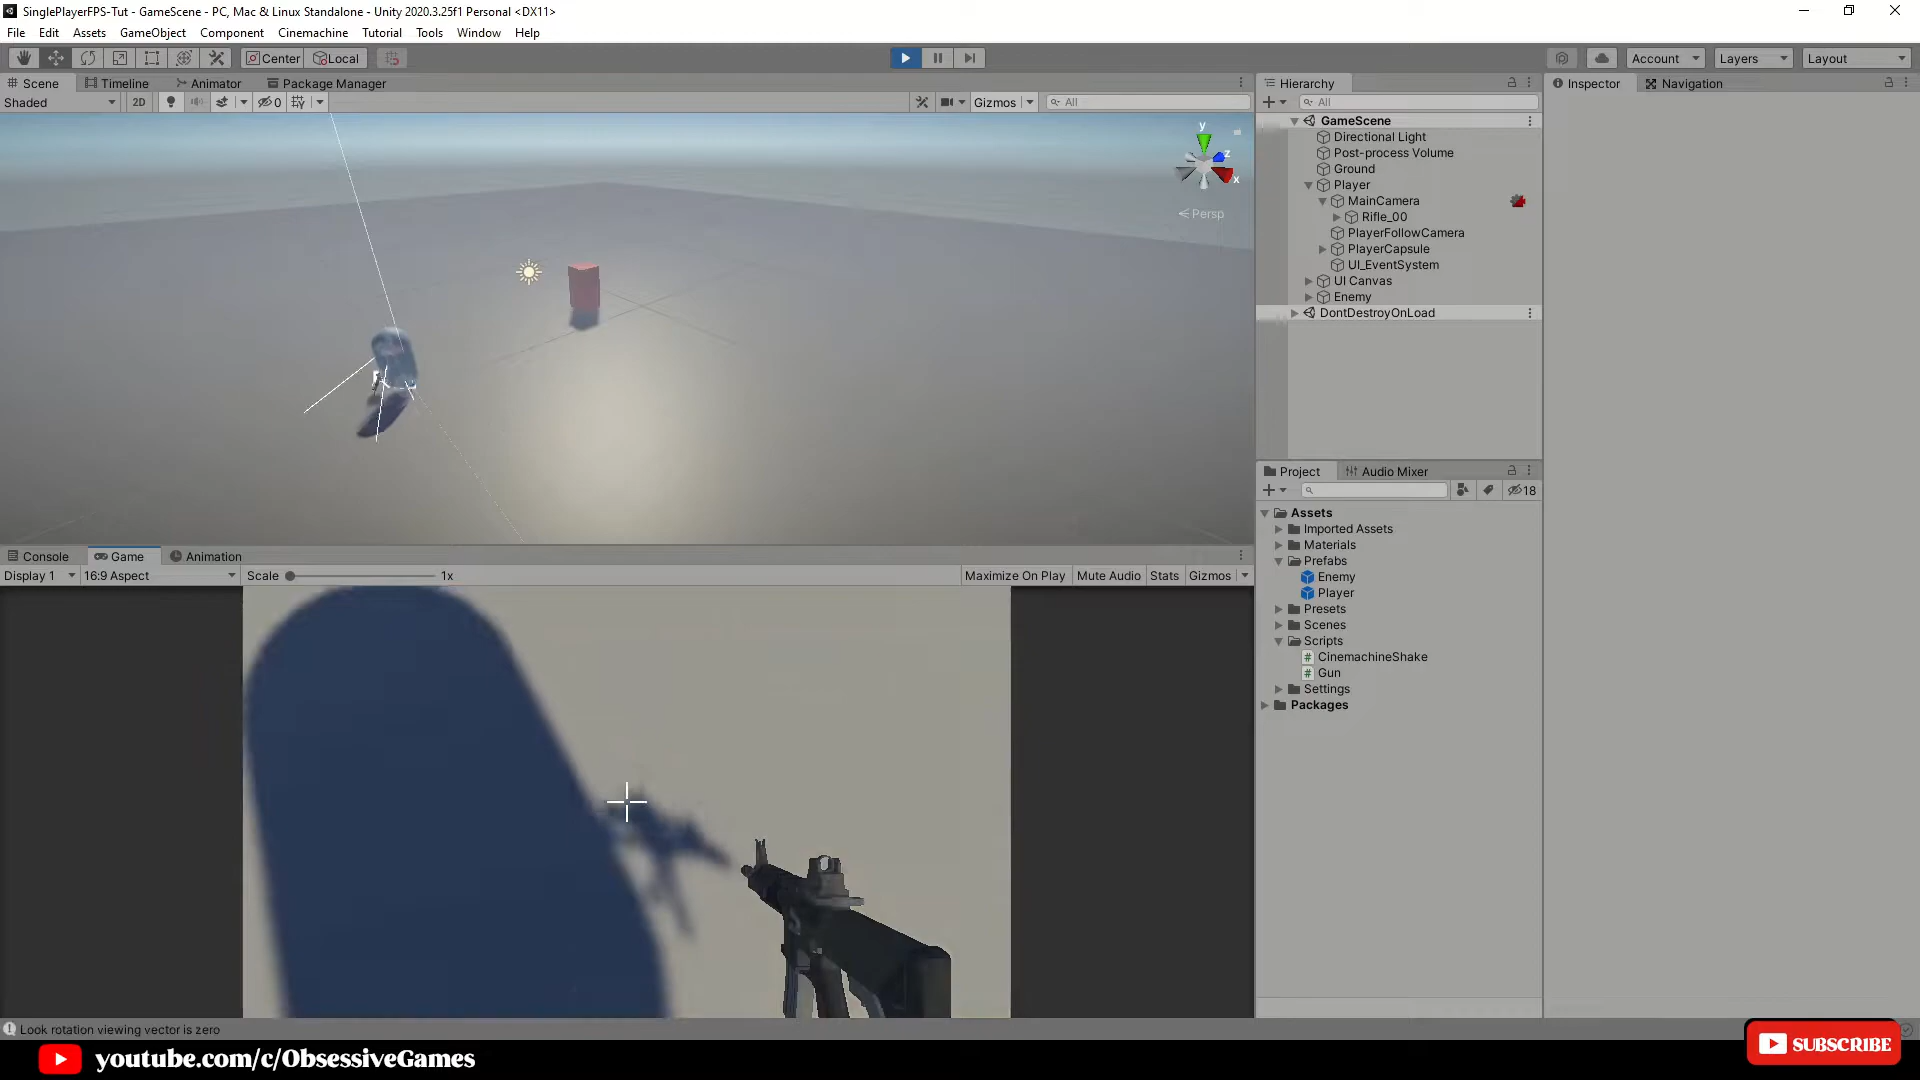 SinglePlayerFPS-Tut - GameScene - PC, Mac & Linux Standalone - Unity 2020.3.25f1 Personal <DX11>
File Edit Assets GameObject Component Cinemachine Tutorial Tools Window Help
Center Local Account Layers Layout
Scene Timeline Animator Package Manager
Shaded 2D 0 Gizmos All
y
z
x
Persp
Hierarchy
All
GameScene
Directional Light
Post-process Volume
Ground
Player
MainCamera
Rifle_00
PlayerFollowCamera
PlayerCapsule
UI_EventSystem
UI Canvas
Enemy
DontDestroyOnLoad
Inspector Navigation
Console Game Animation
Display 1 16:9 Aspect Scale 1x Maximize On Play Mute Audio Stats Gizmos
Project Audio Mixer
18
Assets
Imported Assets
Materials
Prefabs
Enemy
Player
Presets
Scenes
Scripts
# CinemachineShake
# Gun
Settings
Packages
Look rotation viewing vector is zero
youtube.com/c/ObsessiveGames
SUBSCRIBE